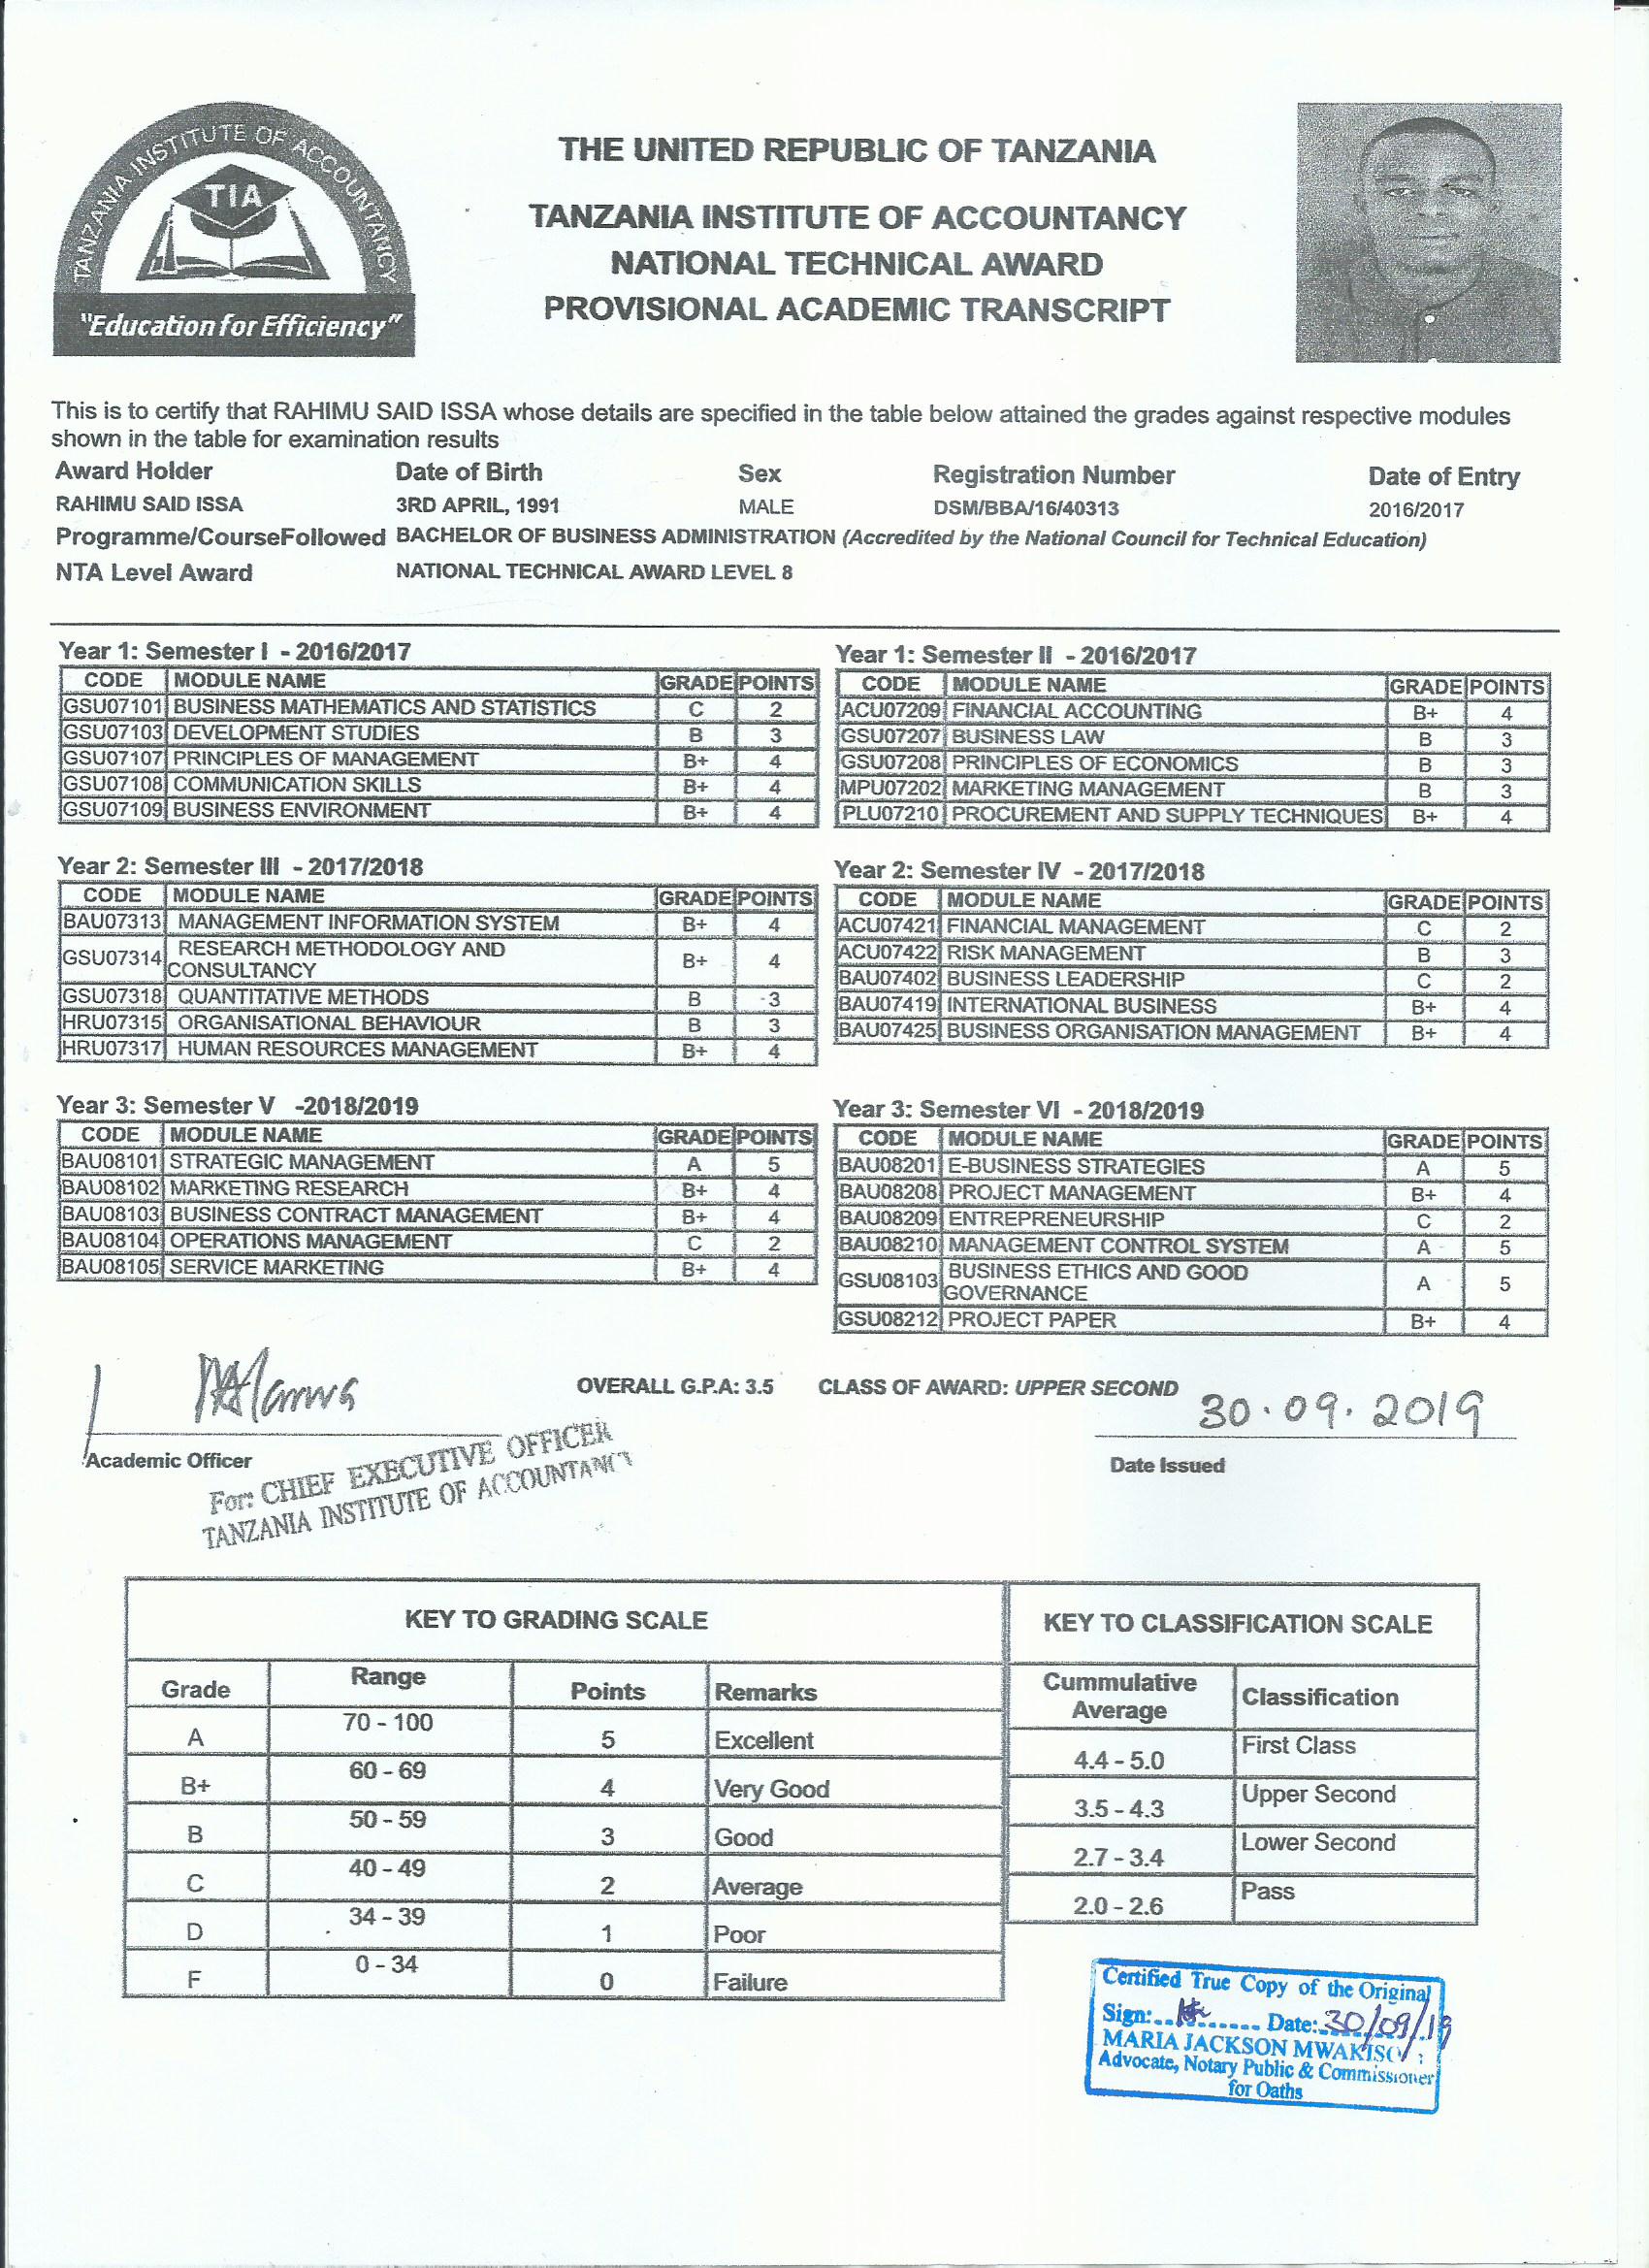 TANZANIA INSTITUTE OF ACCOUNTANCY
TIA
"Education for Efficiency"
THE UNITED REPUBLIC OF TANZANIA
TANZANIA INSTITUTE OF ACCOUNTANCY
NATIONAL TECHNICAL AWARD
PROVISIONAL ACADEMIC TRANSCRIPT
This is to certify that RAHIMU SAID ISSA whose details are specified in the table below attained the grades against respective modules
shown in the table for examination results
Award Holder Date of Birth Sex Registration Number Date of Entry
RAHIMU SAID ISSA 3RD APRIL, 1991 MALE DSM/BBA/16/40313 2016/2017
Programme/CourseFollowed BACHELOR OF BUSINESS ADMINISTRATION (Accredited by the National Council for Technical Education)
NTA Level Award NATIONAL TECHNICAL AWARD LEVEL 8
Year 1: Semester I - 2016/2017
CODE MODULE NAME GRADE POINTS
GSU07101 BUSINESS MATHEMATICS AND STATISTICS C 2
GSU07103 DEVELOPMENT STUDIES B 3
GSU07107 PRINCIPLES OF MANAGEMENT B+ 4
GSU07108 COMMUNICATION SKILLS B+ 4
GSU07109 BUSINESS ENVIRONMENT B+ 4
Year 1: Semester II - 2016/2017
CODE MODULE NAME GRADE POINTS
ACU07209 FINANCIAL ACCOUNTING B+ 4
GSU07207 BUSINESS LAW B 3
GSU07208 PRINCIPLES OF ECONOMICS B 3
MPU07202 MARKETING MANAGEMENT B 3
PLU07210 PROCUREMENT AND SUPPLY TECHNIQUES B+ 4
Year 2: Semester III - 2017/2018
CODE MODULE NAME GRADE POINTS
BAU07313 MANAGEMENT INFORMATION SYSTEM B+ 4
GSU07314 RESEARCH METHODOLOGY AND
CONSULTANCY B+ 4
GSU07318 QUANTITATIVE METHODS B 3
HRU07315 ORGANISATIONAL BEHAVIOUR B 3
HRU07317 HUMAN RESOURCES MANAGEMENT B+ 4
Year 2: Semester IV - 2017/2018
CODE MODULE NAME GRADE POINTS
ACU07421 FINANCIAL MANAGEMENT C 2
ACU07422 RISK MANAGEMENT B 3
BAU07402 BUSINESS LEADERSHIP C 2
BAU07419 INTERNATIONAL BUSINESS B+ 4
BAU07425 BUSINESS ORGANISATION MANAGEMENT B+ 4
Year 3: Semester V -2018/2019
CODE MODULE NAME GRADE POINTS
BAU08101 STRATEGIC MANAGEMENT A 5
BAU08102 MARKETING RESEARCH B+ 4
BAU08103 BUSINESS CONTRACT MANAGEMENT B+ 4
BAU08104 OPERATIONS MANAGEMENT C 2
BAU08105 SERVICE MARKETING B+ 4
Year 3: Semester VI - 2018/2019
CODE MODULE NAME GRADE POINTS
BAU08201 E-BUSINESS STRATEGIES A 5
BAU08208 PROJECT MANAGEMENT B+ 4
BAU08209 ENTREPRENEURSHIP C 2
BAU08210 MANAGEMENT CONTROL SYSTEM A 5
GSU08103 BUSINESS ETHICS AND GOOD
GOVERNANCE A 5
GSU08212 PROJECT PAPER B+ 4
OVERALL G.P.A: 3.5 CLASS OF AWARD: UPPER SECOND
30.09.2019
Academic Officer
Date Issued
For: CHIEF EXECUTIVE OFFICER
TANZANIA INSTITUTE OF ACCOUNTANCY
KEY TO GRADING SCALE
Grade Range Points Remarks
A 70 - 100 5 Excellent
B+ 60 - 69 4 Very Good
B 50 - 59 3 Good
C 40 - 49 2 Average
D 34 - 39 1 Poor
F 0 - 34 0 Failure
KEY TO CLASSIFICATION SCALE
Cummulative
Average Classification
4.4 - 5.0 First Class
3.5 - 4.3 Upper Second
2.7 - 3.4 Lower Second
2.0 - 2.6 Pass
Certified True Copy of the Original
Sign: Date: 30/09/19
MARIA JACKSON
Advocate, Notary Public & Commissioner
for Oaths